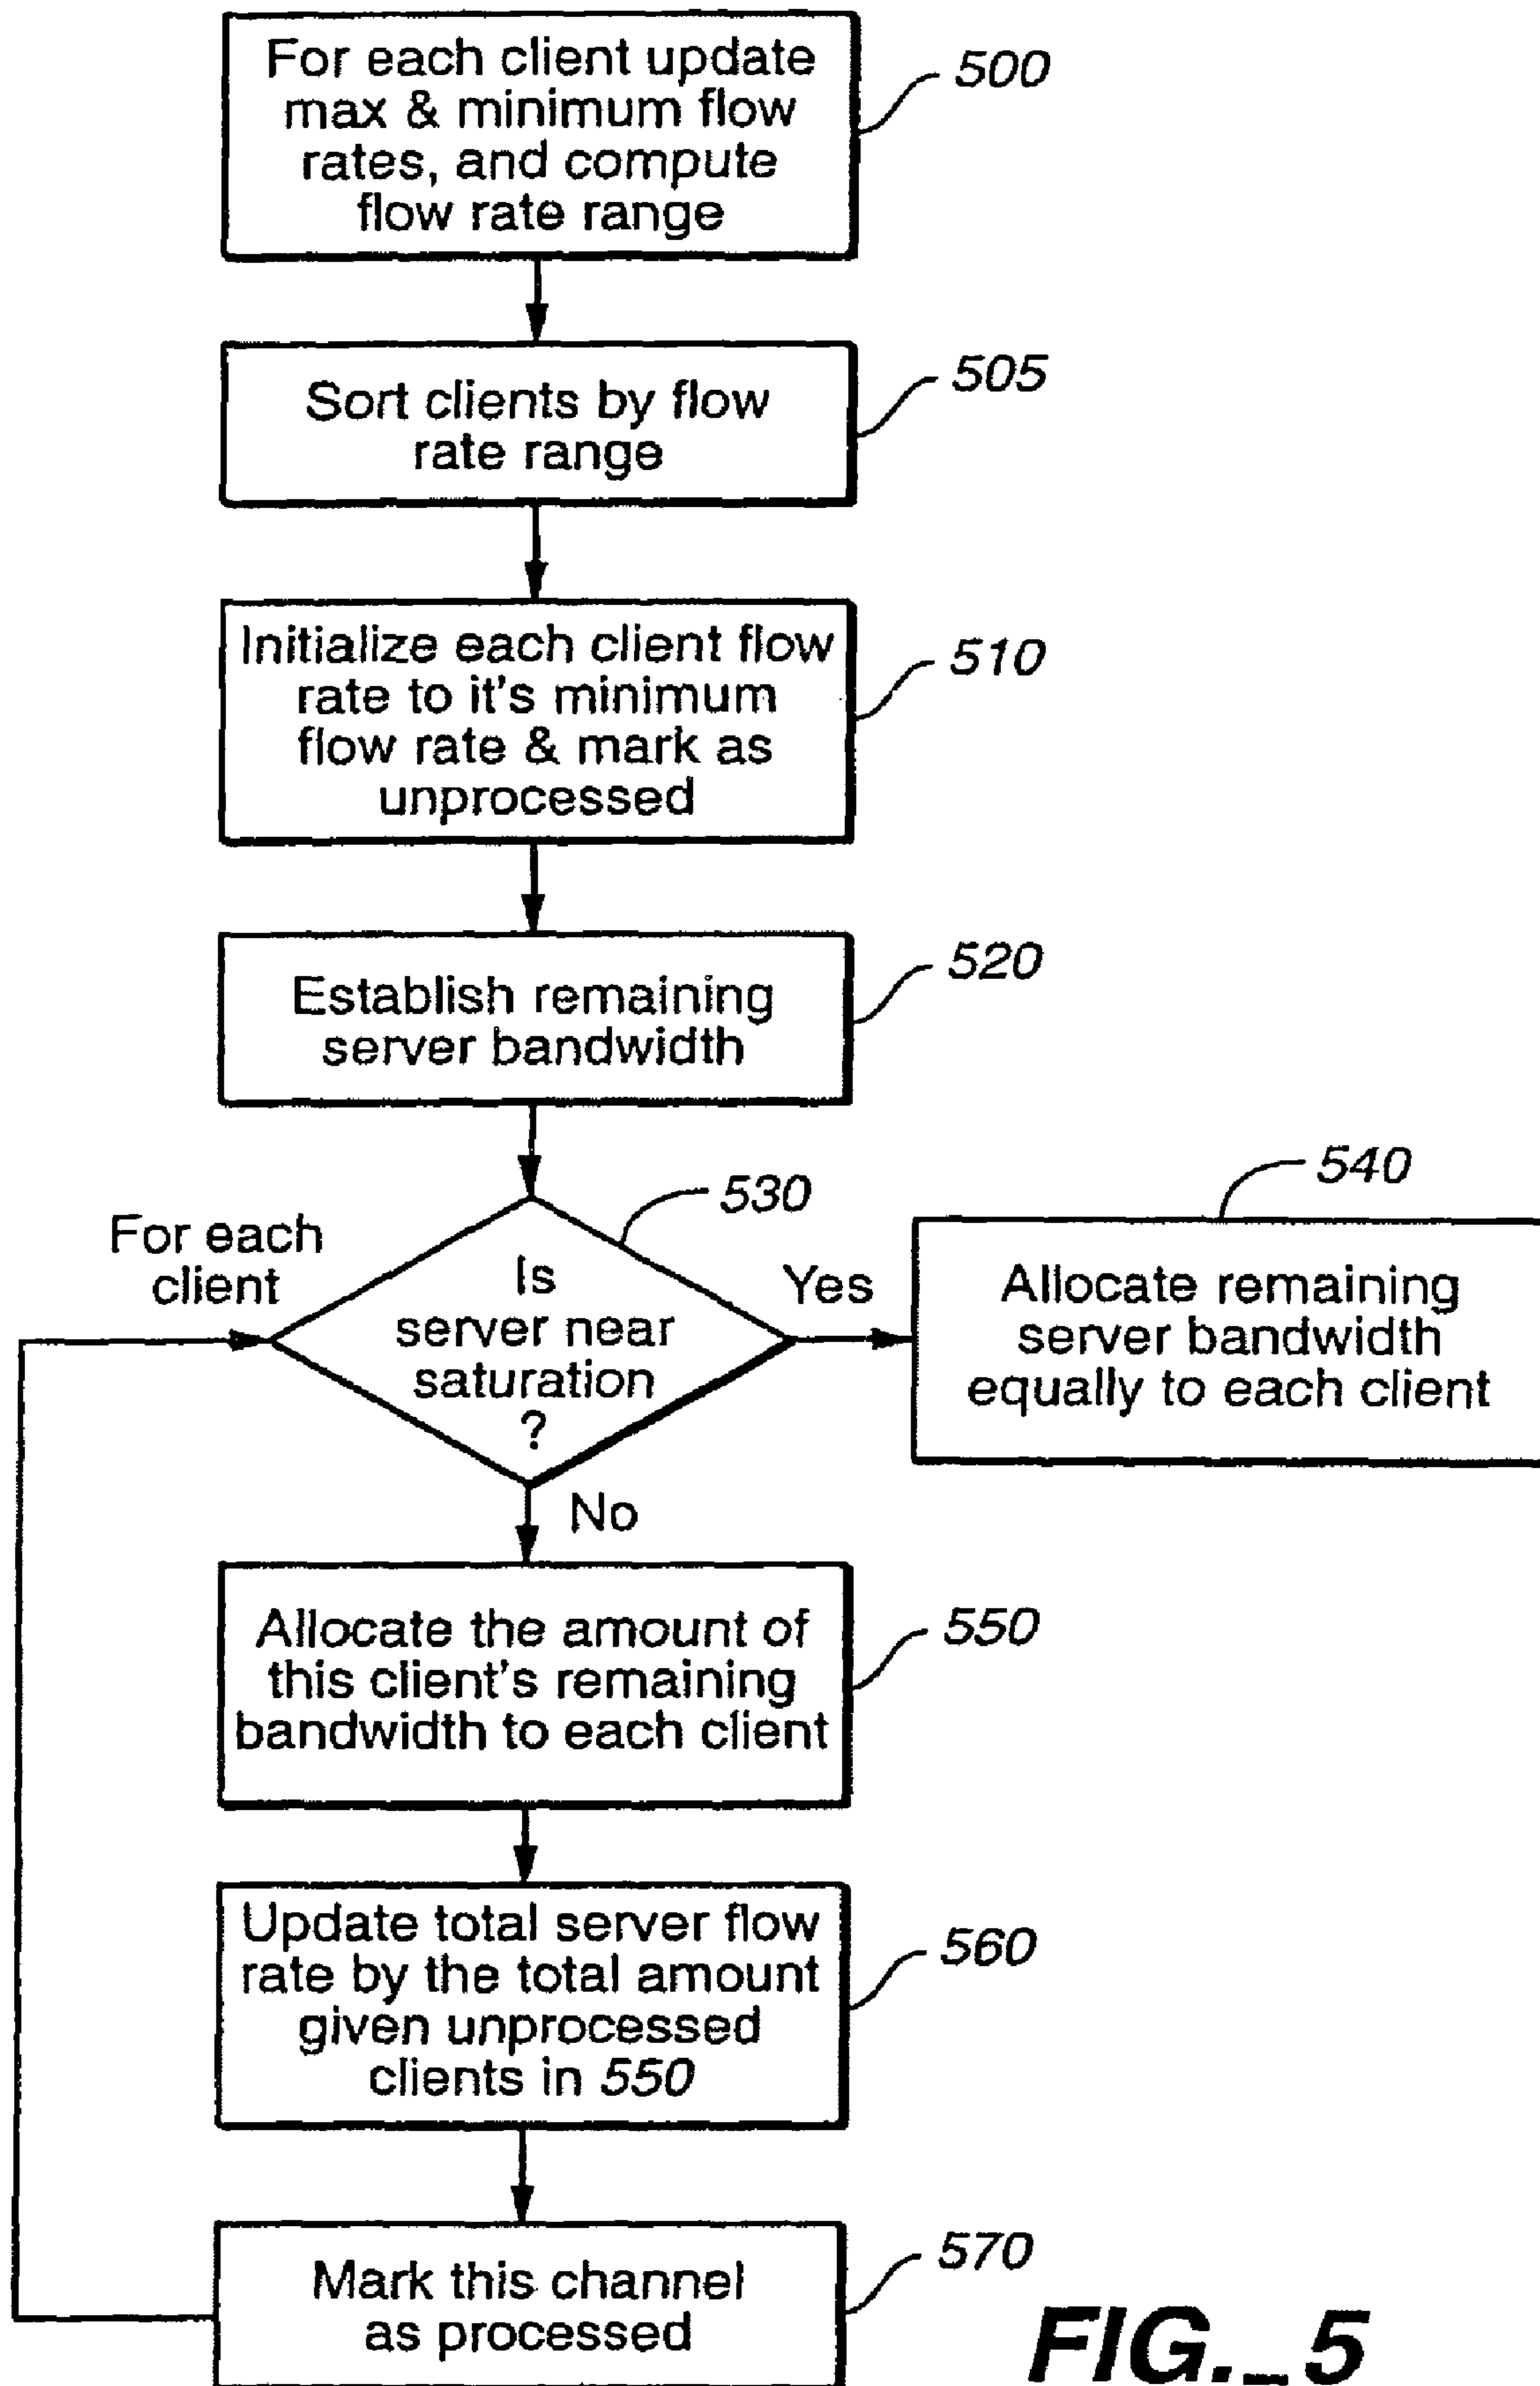 For each client update
max & minimum flow
rates, and compute
flow rate range
500
Sort clients by flow
rate range
505
Initialize each client flow
rate to it's minimum
flow rate & mark as
unprocessed
510
Establish remaining
server bandwidth
520
For each
client
Is
server near
saturation
?
530
Yes
540
Allocate remaining
server bandwidth
equally to each client
No
Allocate the amount of
this client's remaining
bandwidth to each client
550
Update total server flow
rate by the total amount
given unprocessed
clients in 550
560
Mark this channel
as processed
570
FIG._5